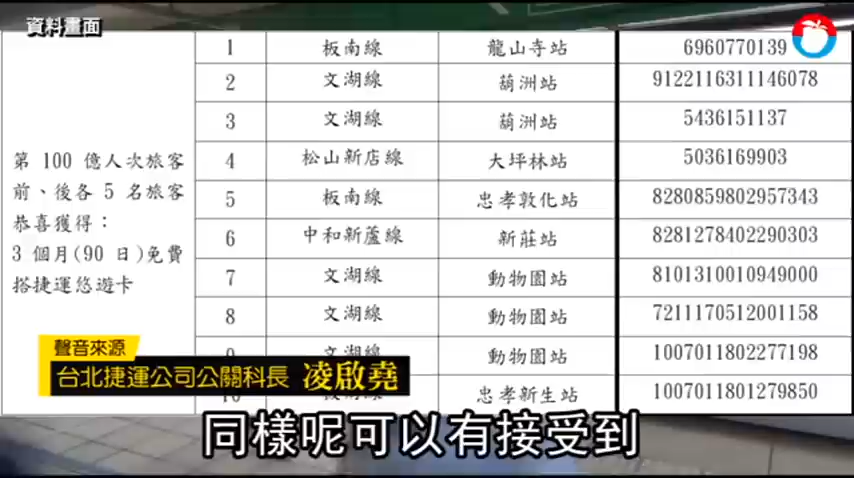 資料畫面
1 板南線 龍山寺站 6960770139
2 文湖線 葫洲站 9122116311146078
3 文湖線 葫洲站 5436151137
4 松山新店線 大坪林站 5036169903
5 板南線 忠孝敦化站 8280859802957343
6 中和新蘆線 新莊站 8281278402290303
7 文湖線 動物園站 8101310010949000
8 文湖線 動物園站 7211170512001158
9 文湖線 動物園站 1007011802277198
10 忠孝新生站 1007011801279850
第 100 億人次旅客
前、後各 5 名旅客
恭喜獲得：
3 個月(90 日)免費
搭捷運悠遊卡
聲音來源
台北捷運公司公關科長 凌啟堯
同樣呢可以有接受到